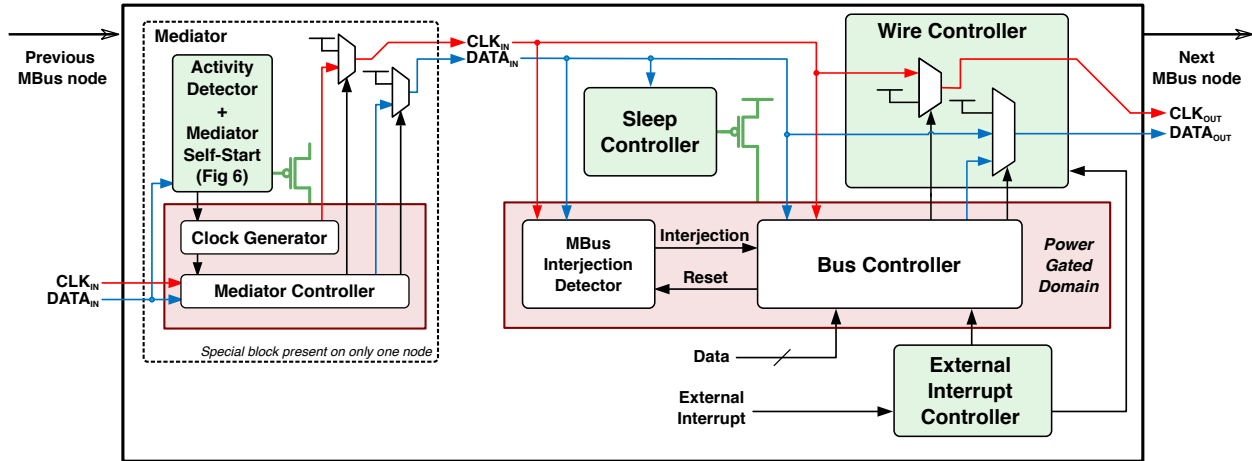 Previous
MBus node
Mediator
Activity
Detector
+
Mediator
Self-Start
(Fig 6)
Clock Generator
Mediator Controller
CLKIN
DATAIN
Special block present on only one node
CLKIN
DATAIN
Sleep
Controller
Wire Controller
Next
MBus node
CLKOUT
DATAOUT
MBus
Interjection
Detector
Interjection
Reset
Bus Controller
Power
Gated
Domain
Data
External
Interrupt
External
Interrupt
Controller